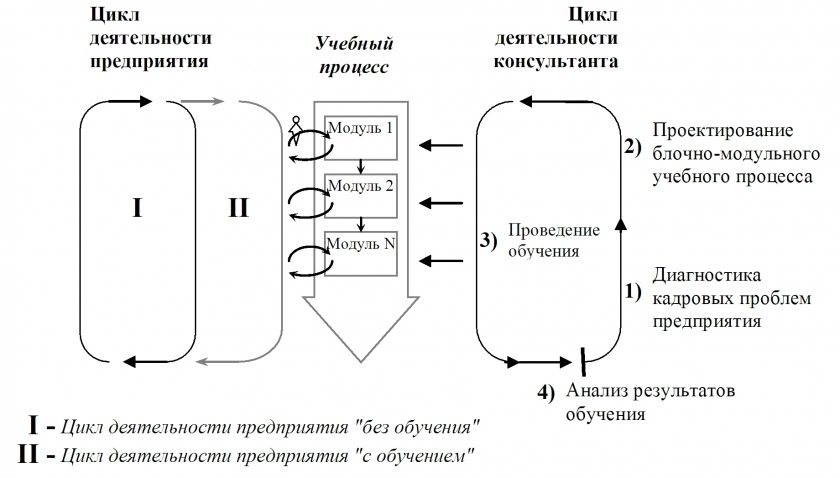 Цикл
деятельности
предприятия
Учебный
процесс
Цикл
деятельности
консультанта
Модуль 1
Модуль 2
Модуль N
I
II
2) Проектирование
блочно-модульного
учебного процесса
3) Проведение
обучения
1) Диагностика
кадровых проблем
предприятия
4) Анализ результатов
обучения
I - Цикл деятельности предприятия "без обучения"
II - Цикл деятельности предприятия "с обучением"